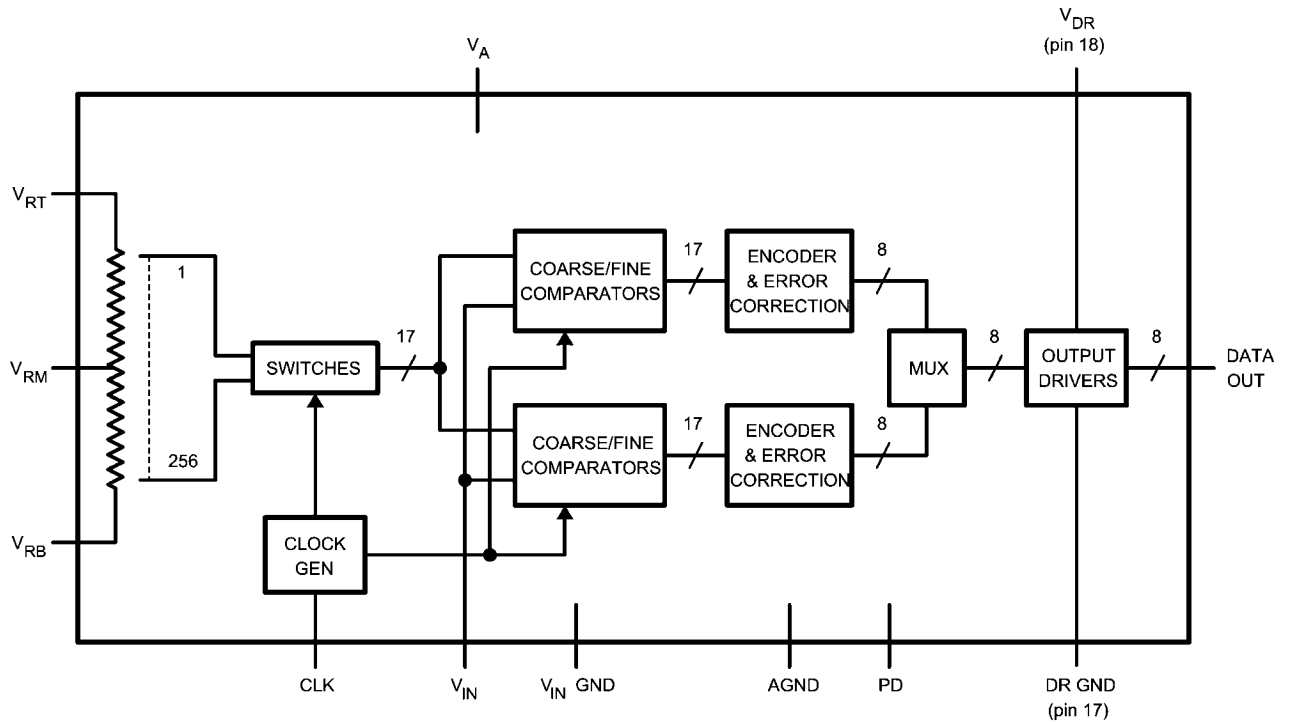 V_DR
(pin 18)
V_A
V_RT
1
17
COARSE/FINE
COMPARATORS
17
ENCODER
& ERROR
CORRECTION
8
V_RM
SWITCHES
17
MUX
8
OUTPUT
DRIVERS
8
DATA
OUT
256
COARSE/FINE
COMPARATORS
17
ENCODER
& ERROR
CORRECTION
8
V_RB
CLOCK
GEN
CLK
V_IN
V_IN GND
AGND
PD
DR GND
(pin 17)